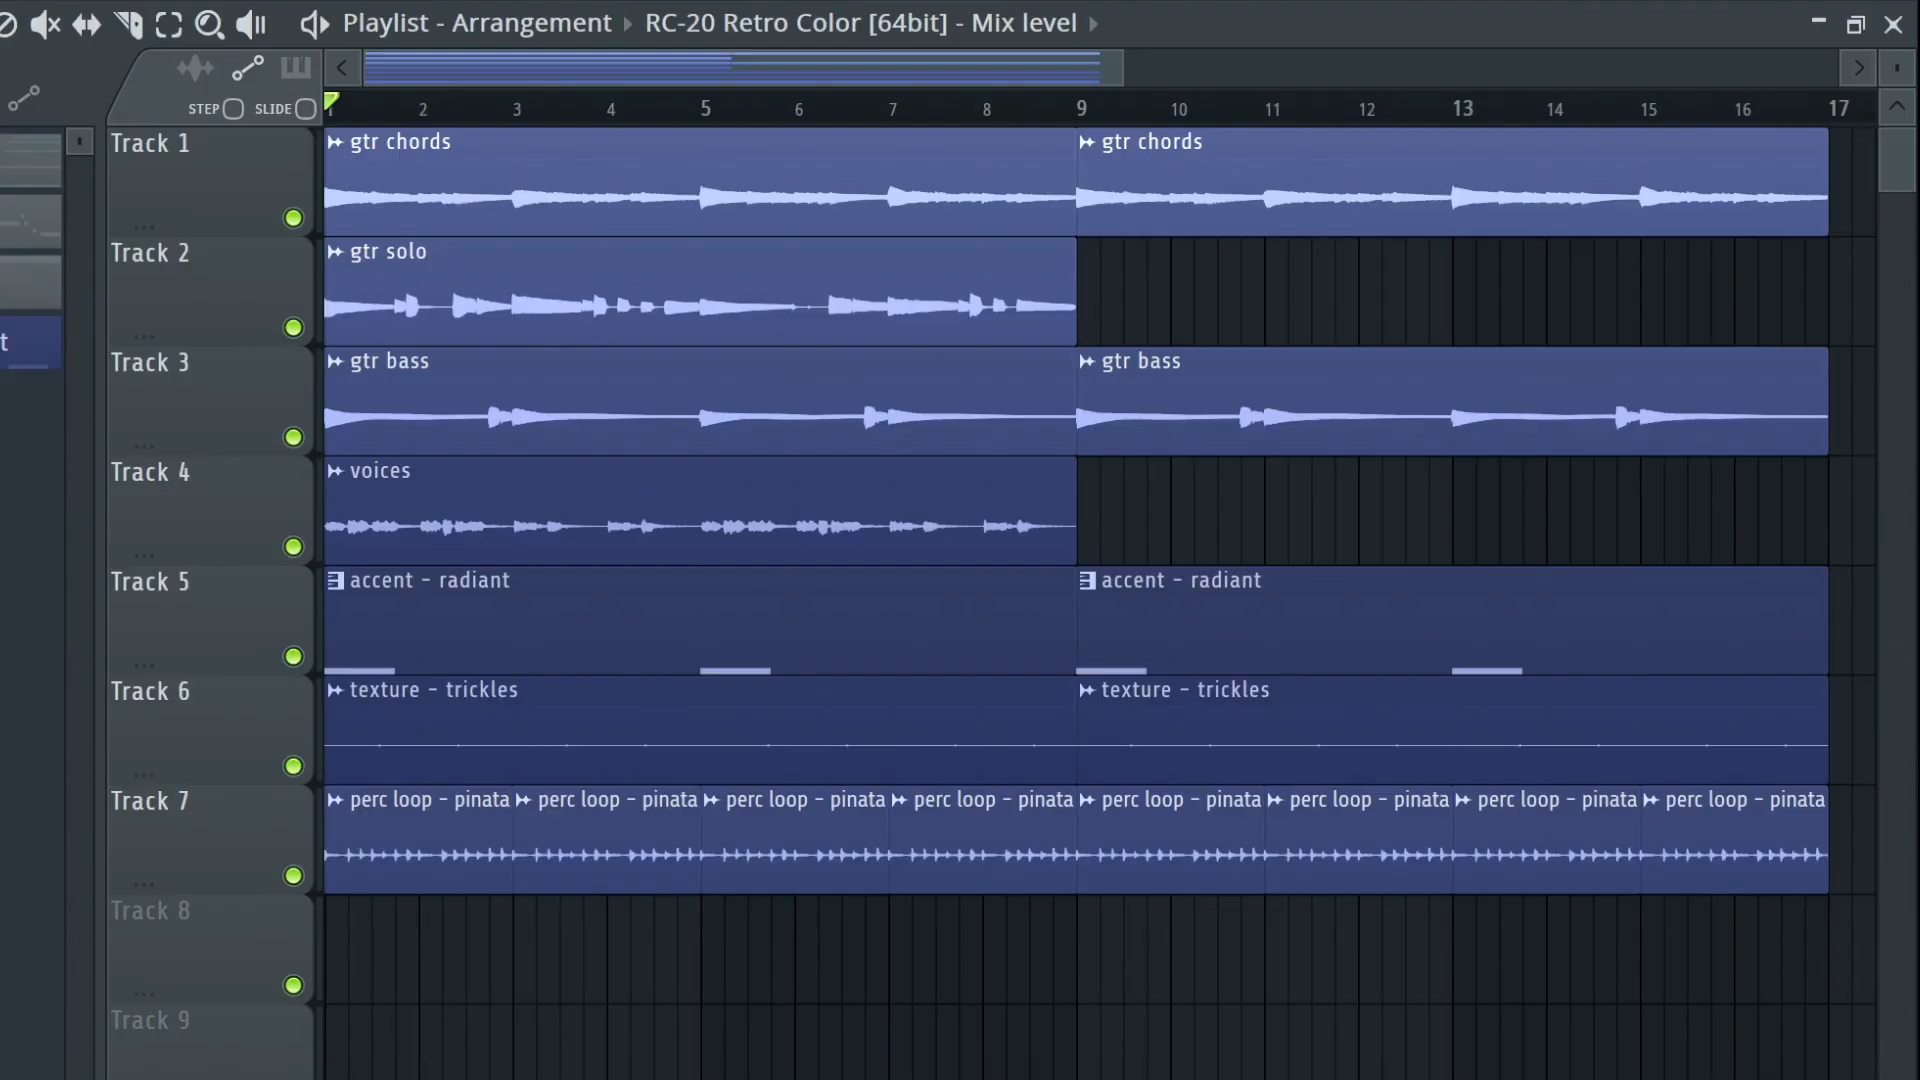 Playlist - Arrangement › RC-20 Retro Color [64bit] - Mix level ›
STEP SLIDE
1 2 3 4 5 6 7 8 9 10 11 12 13 14 15 16 17
Track 1 gtr chords gtr chords
Track 2 gtr solo
t
Track 3 gtr bass gtr bass
Track 4 voices
Track 5 accent - radiant accent - radiant
Track 6 texture - trickles texture - trickles
Track 7 perc loop - pinata perc loop - pinata perc loop - pinata perc loop - pinata perc loop - pinata perc loop - pinata perc loop - pinata perc loop - pinata
Track 8
Track 9